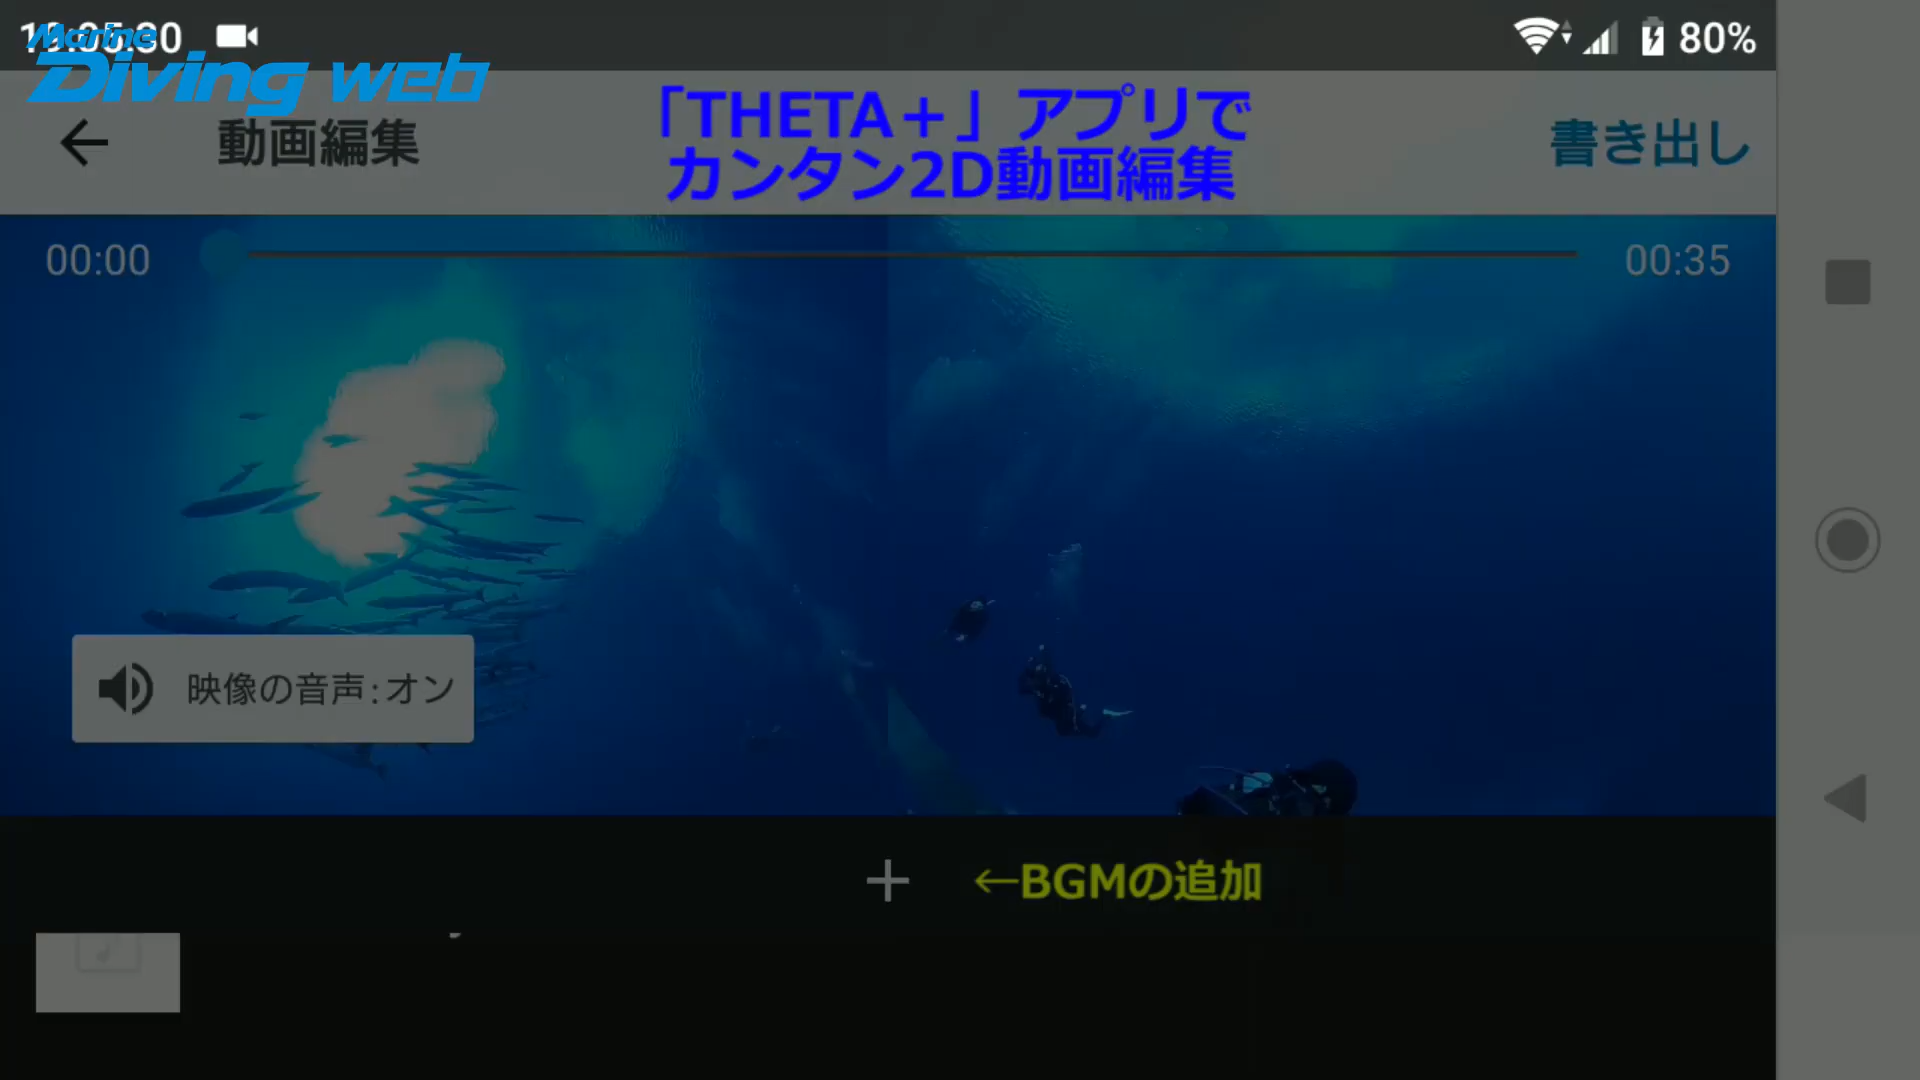 Marine
Diving web
80%
動画編集
「THETA＋」アプリで
カンタン2D動画編集
書き出し
00:00
00:35
映像の音声:オン
←BGMの追加